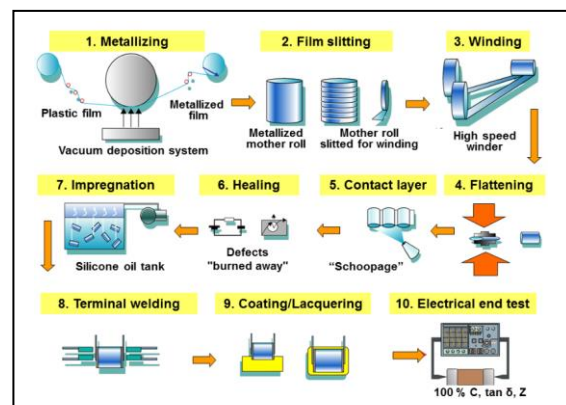 1. Metallizing
2. Film slitting
3. Winding
Plastic film
Metallized
film
Vacuum deposition system
Metallized
mother roll
Mother roll
slitted for winding
High speed
winder
7. Impregnation
6. Healing
5. Contact layer
4. Flattening
Silicone oil tank
Defects
"burned away"
“Schoopage”
8. Terminal welding
9. Coating/Lacquering
10. Electrical end test
100 % C, tan δ, Z